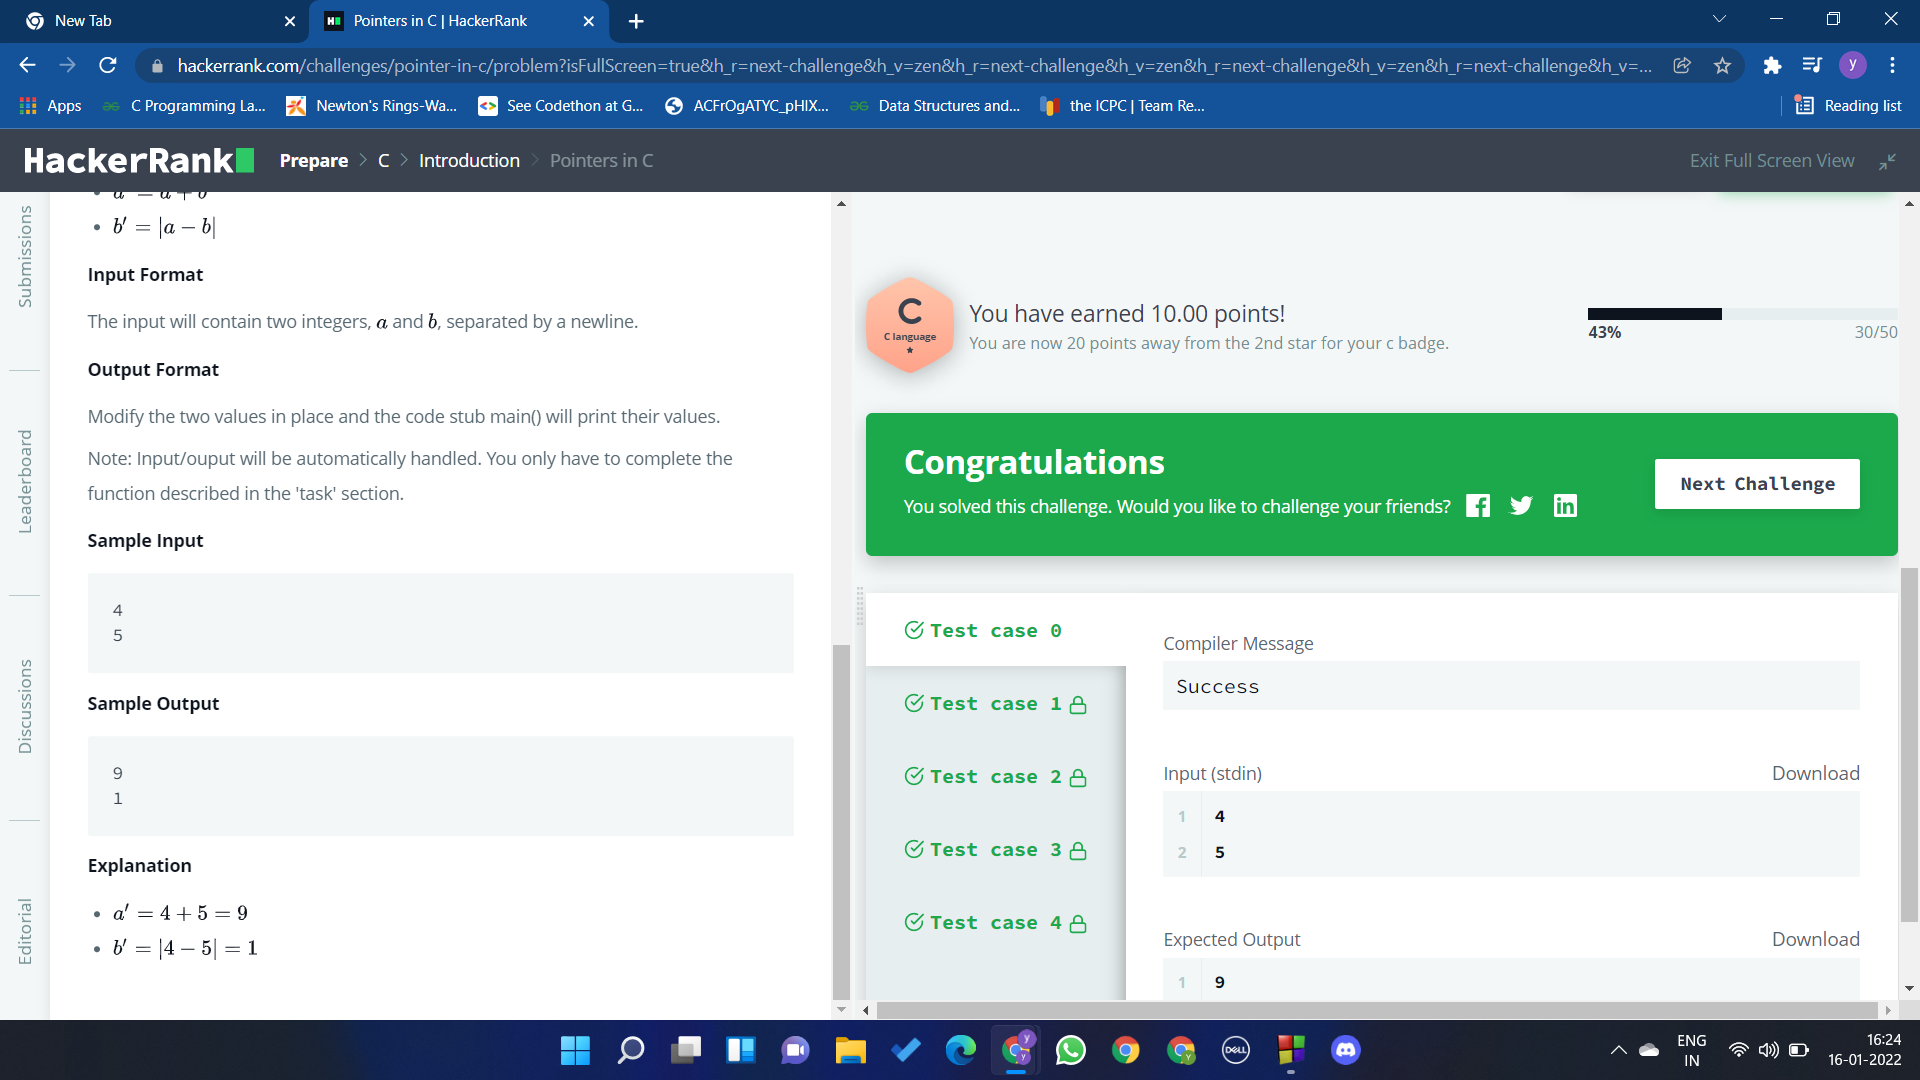 New Tab
Pointers in C | HackerRank
hackerrank.com/challenges/pointer-in-c/problem?isFullScreen=true&h_r=next-challenge&h_v=zen&h_r=next-challenge&h_v=zen&h_r=next-challenge&h_v=zen&h_r=next-challenge&h_v=...
y
Apps
C Programming La...
Newton's Rings-Wa...
See Codethon at G...
ACFrOgATYC_pHIX...
Data Structures and...
the ICPC | Team Re...
Reading list
HackerRank
Prepare > C > Introduction > Pointers in C
Exit Full Screen View
Submissions
Leaderboard
Discussions
Editorial
a' = a + b
b' = |a − b|
Input Format
The input will contain two integers, a and b, separated by a newline.
Output Format
Modify the two values in place and the code stub main() will print their values.
Note: Input/ouput will be automatically handled. You only have to complete the
function described in the 'task' section.
Sample Input
4
5
Sample Output
9
1
Explanation
a' = 4 + 5 = 9
b' = |4 − 5| = 1
C
C language
You have earned 10.00 points!
You are now 20 points away from the 2nd star for your c badge.
43%
30/50
Congratulations
You solved this challenge. Would you like to challenge your friends?
Next Challenge
Test case 0
Test case 1
Test case 2
Test case 3
Test case 4
Compiler Message
Success
Input (stdin)
Download
1 4
2 5
Expected Output
Download
1 9
DELL
ENG
IN
16:24
16-01-2022